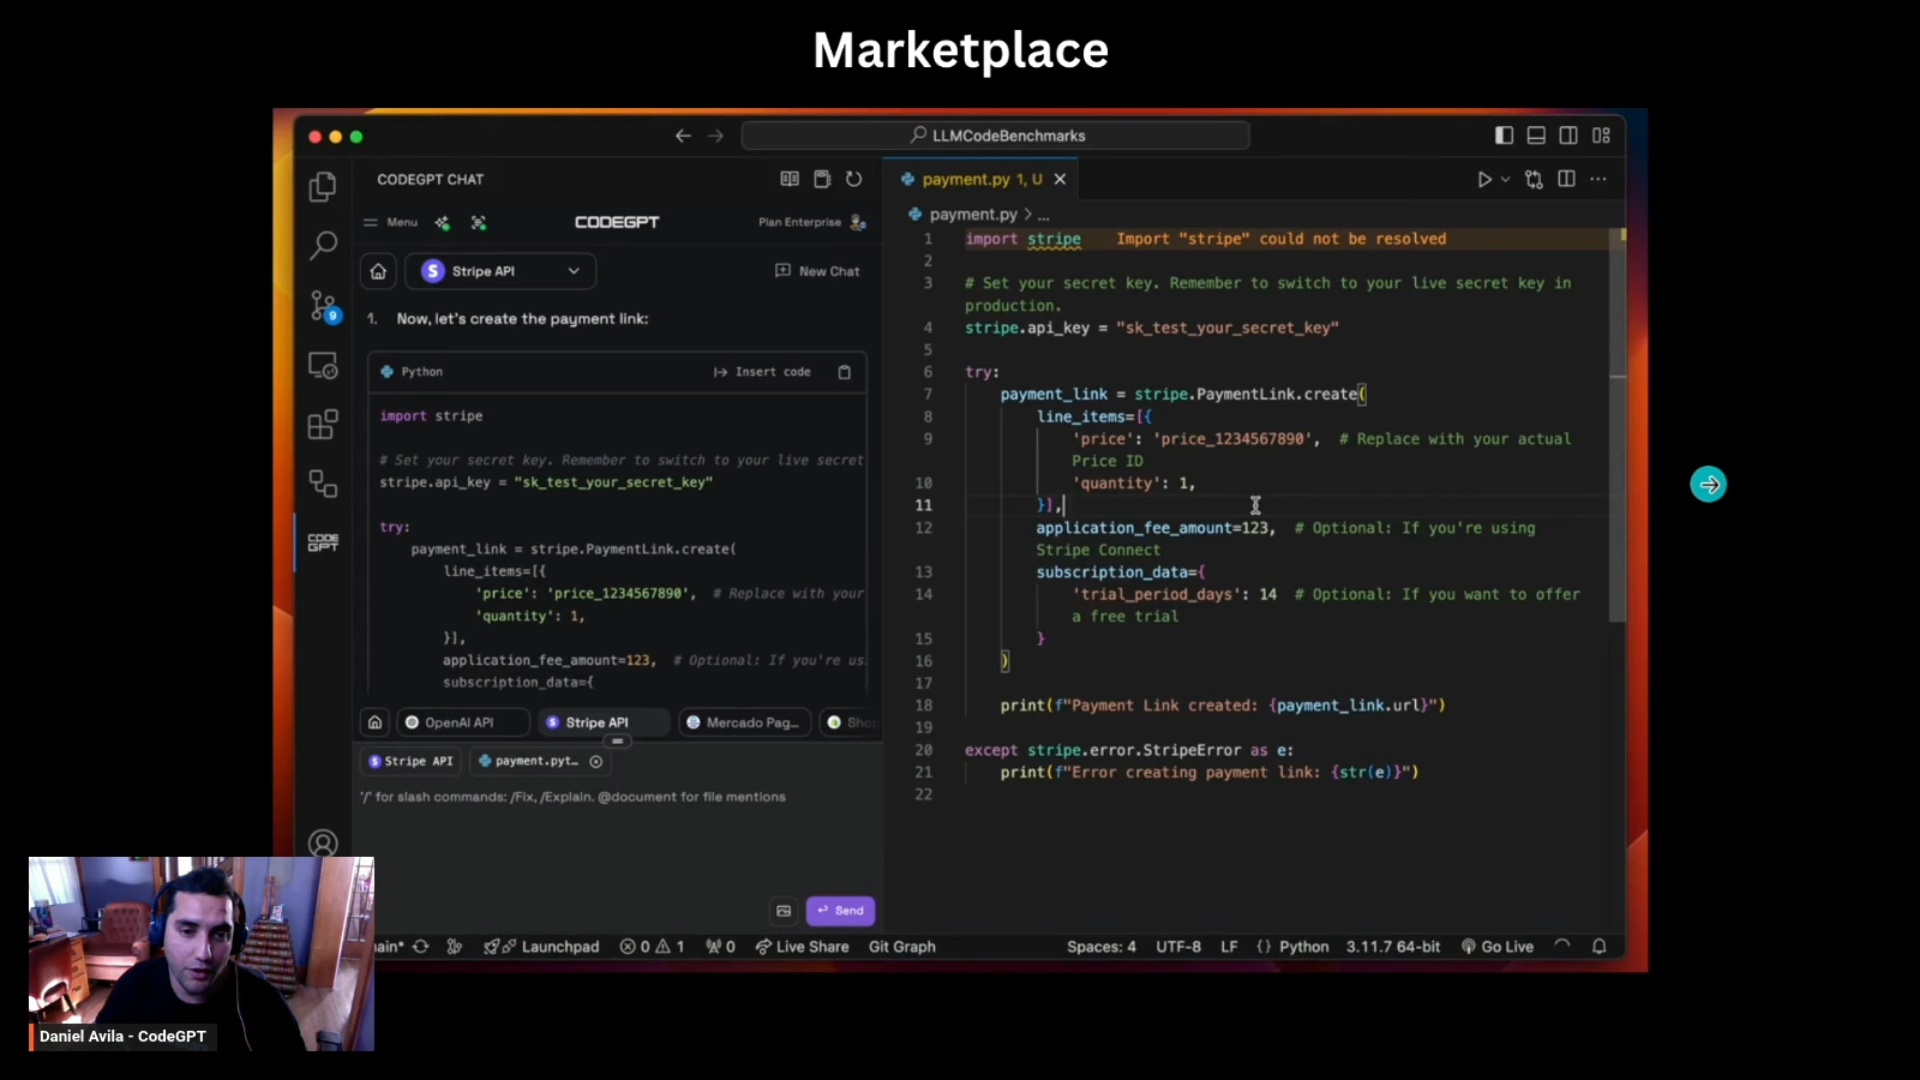 Marketplace
LLMCodeBenchmarks
CODEGPT CHAT
Menu
CODEGPT
Plan Enterprise
S Stripe API
New Chat
1. Now, let's create the payment link:
Python
Insert code
import stripe
# Set your secret key. Remember to switch to your live secret
stripe.api_key = "sk_test_your_secret_key"
try:
payment_link = stripe.PaymentLink.create(
line_items=[{
'price': 'price_1234567890', # Replace with your
'quantity': 1,
}],
application_fee_amount=123, # Optional: If you're us
subscription_data={
OpenAI API
S Stripe API
Mercado Pag...
Sho
S Stripe API
payment.pyt...
'/' for slash commands: /Fix, /Explain. @document for file mentions
Send
9
CODE
GPT
payment.py 1, U
payment.py > ...
1 import stripe Import "stripe" could not be resolved
2
3 # Set your secret key. Remember to switch to your live secret key in
production.
4 stripe.api_key = "sk_test_your_secret_key"
5
6 try:
7 payment_link = stripe.PaymentLink.create(
8 line_items=[{
9 'price': 'price_1234567890', # Replace with your actual
Price ID
10 'quantity': 1,
11 }],
12 application_fee_amount=123, # Optional: If you're using
Stripe Connect
13 subscription_data={
14 'trial_period_days': 14 # Optional: If you want to offer
a free trial
15 }
16 )
17
18 print(f"Payment Link created: {payment_link.url}")
19
20 except stripe.error.StripeError as e:
21 print(f"Error creating payment link: {str(e)}")
22
ain* Launchpad 0 1 0 Live Share Git Graph
Spaces: 4 UTF-8 LF {} Python 3.11.7 64-bit Go Live
Daniel Avila - CodeGPT